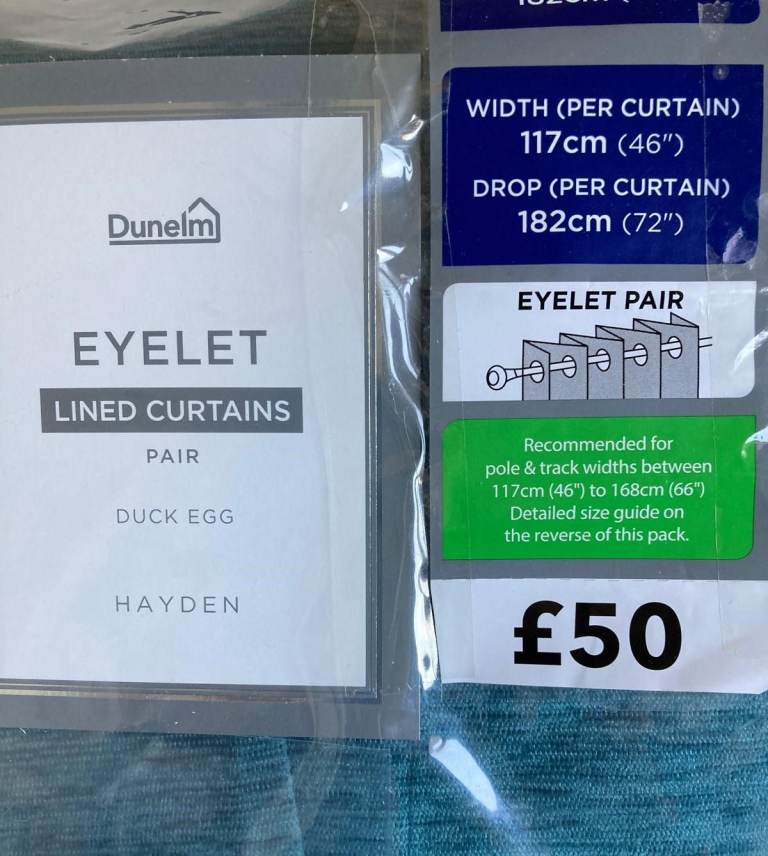 Dunelm
EYELET
LINED CURTAINS
PAIR
DUCK EGG
HAYDEN
WIDTH (PER CURTAIN)
117cm (46")
DROP (PER CURTAIN)
182cm (72")
EYELET PAIR
Recommended for
pole & track widths between
117cm (46") to 168cm (66")
Detailed size guide on
the reverse of this pack.
£50